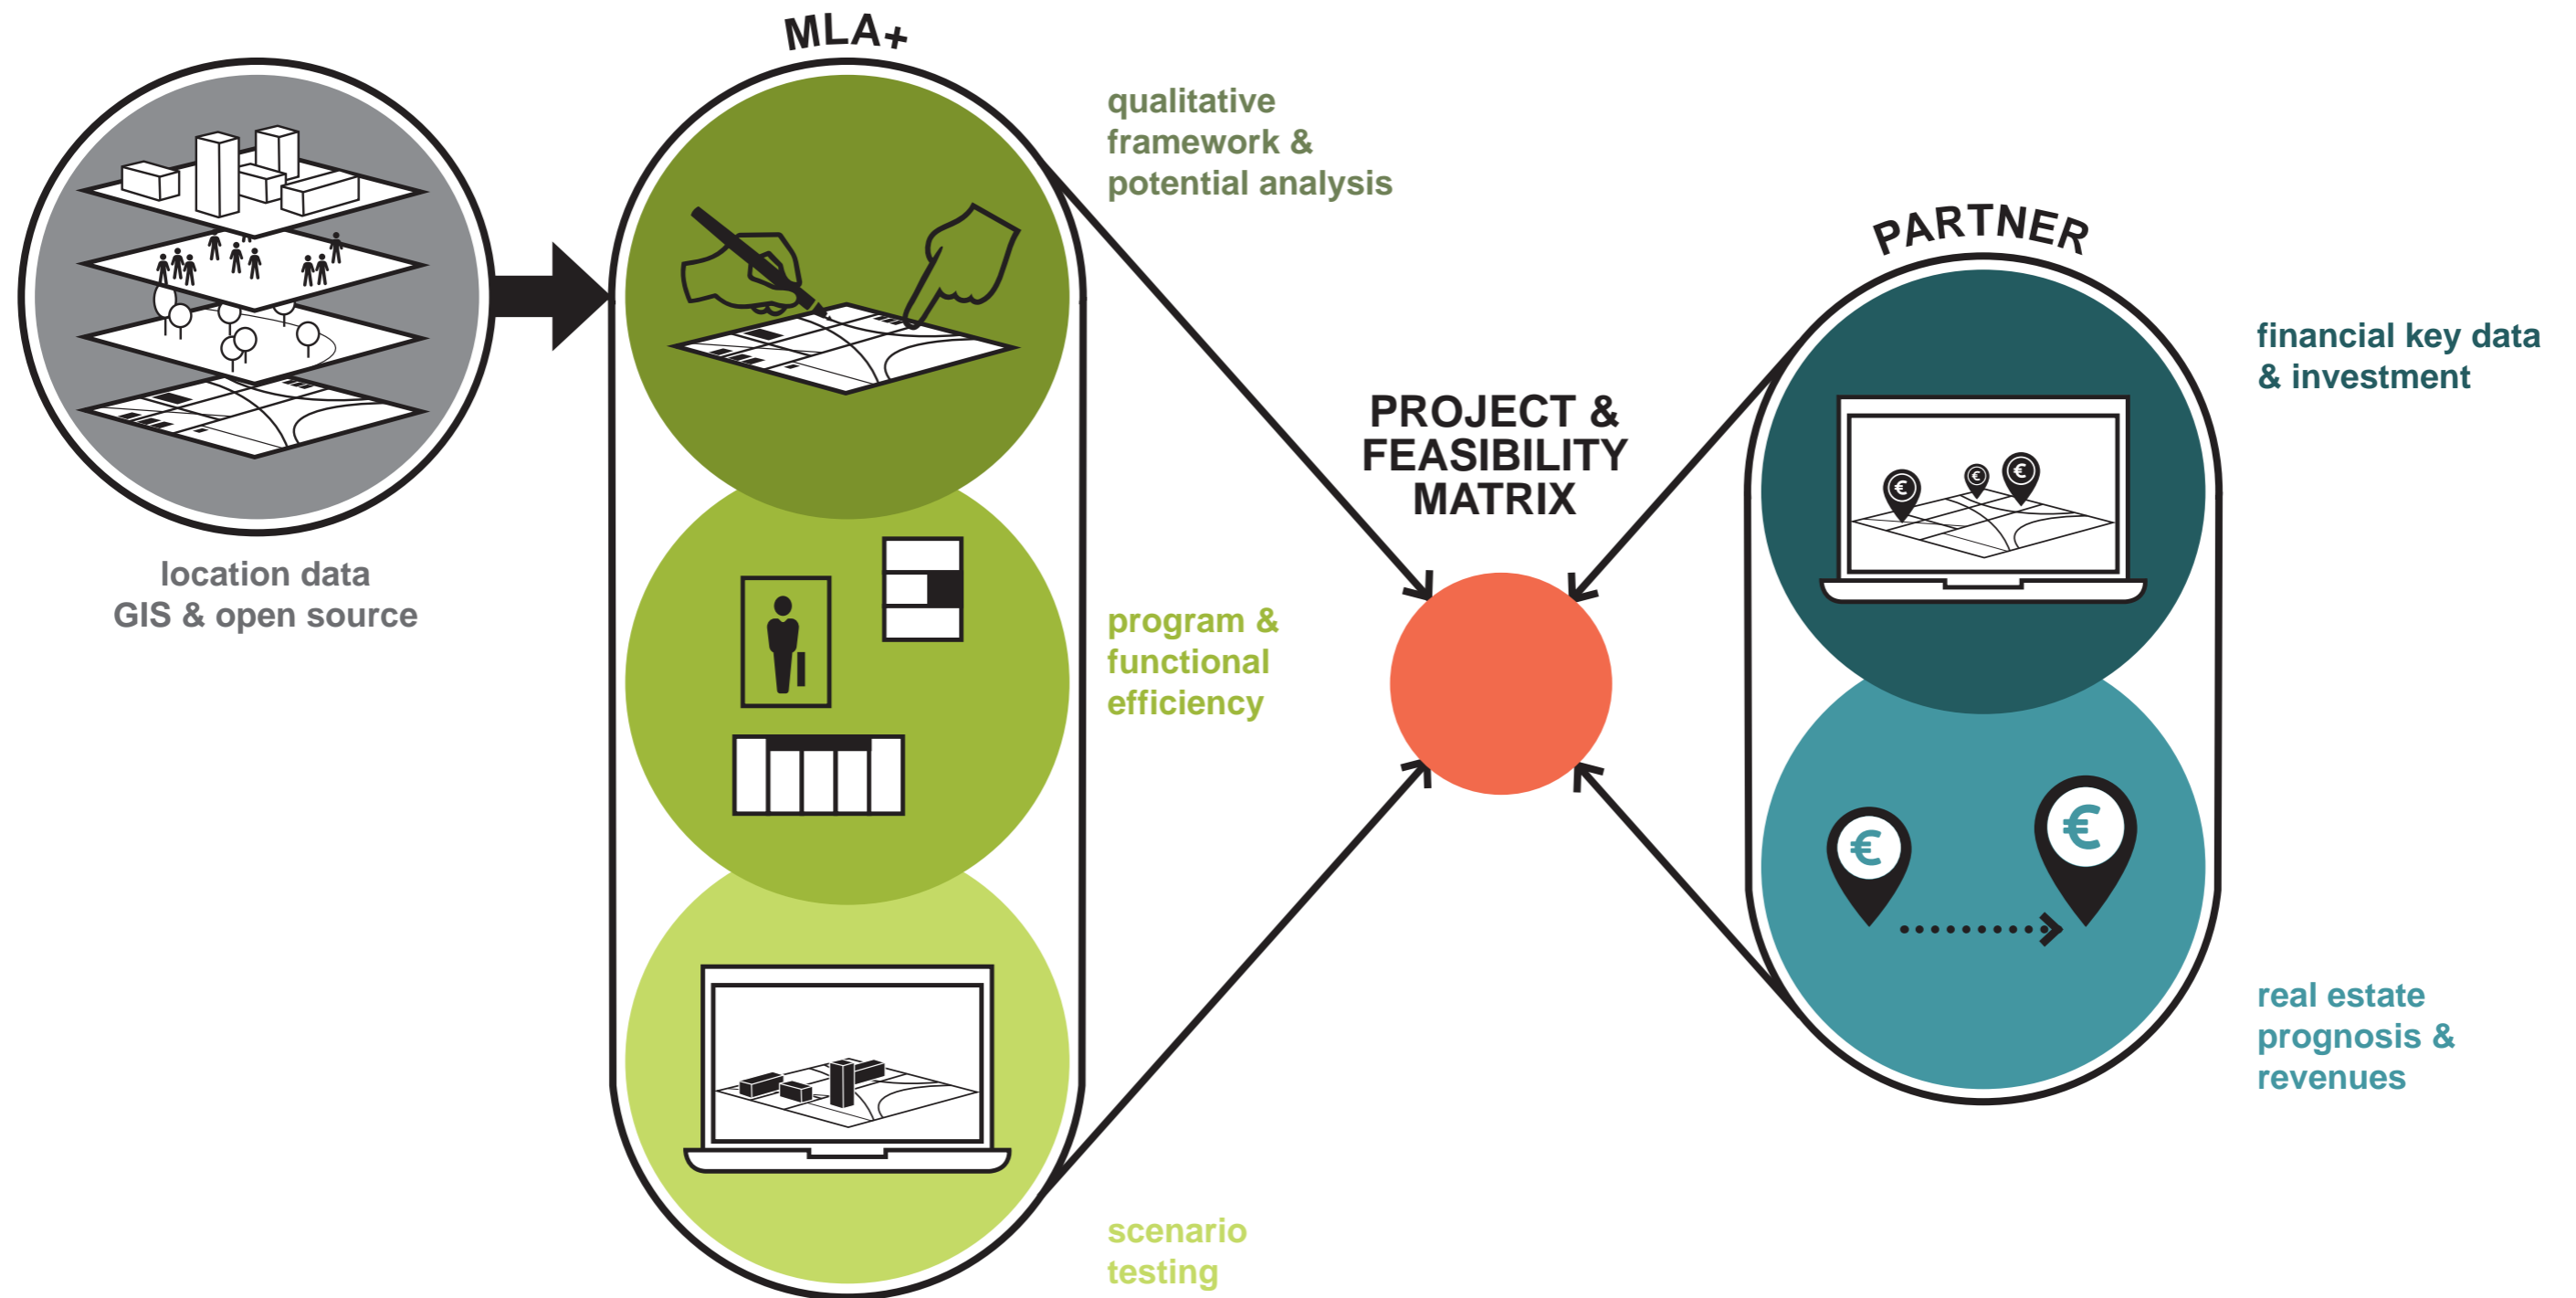 MLA+
qualitative
framework &
potential analysis
PARTNER
financial key data
& investment
PROJECT &
FEASIBILITY
MATRIX
€
€
€
location data
GIS & open source
program &
functional
efficiency
€
€
real estate
prognosis &
revenues
scenario
testing